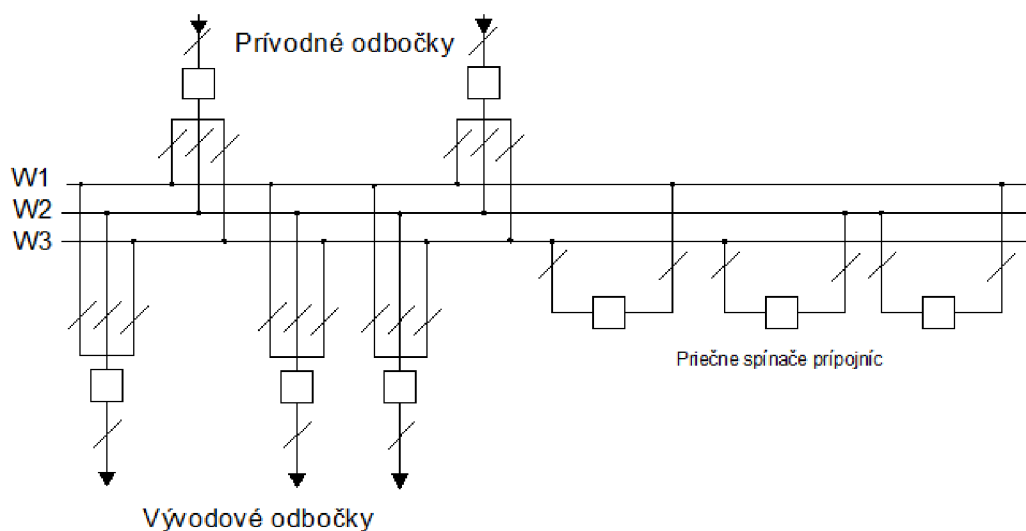 Prívodné odbočky
W1
W2
W3
Priečne spínače prípojníc
Vývodové odbočky